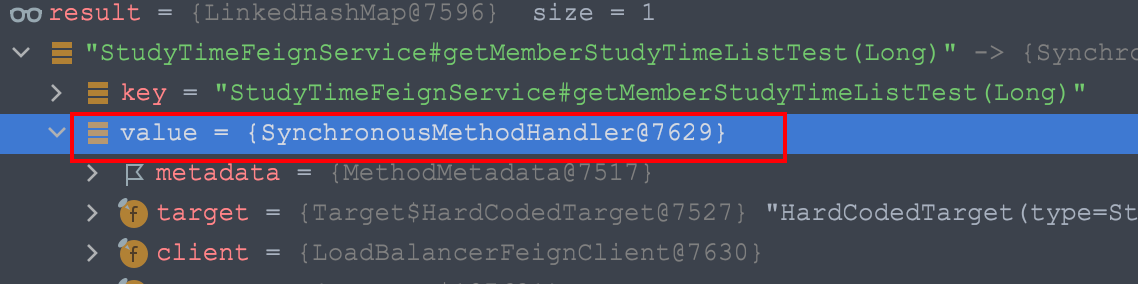 result = {LinkedHashMap@7596} size = 1
"StudyTimeFeignService#getMemberStudyTimeListTest(Long)" -> {Synchro
key = "StudyTimeFeignService#getMemberStudyTimeListTest(Long)"
value = {SynchronousMethodHandler@7629}
metadata = {MethodMetadata@7517}
f target = {Target$HardCodedTarget@7527} "HardCodedTarget(type=St
f client = {LoadBalancerFeignClient@7630}